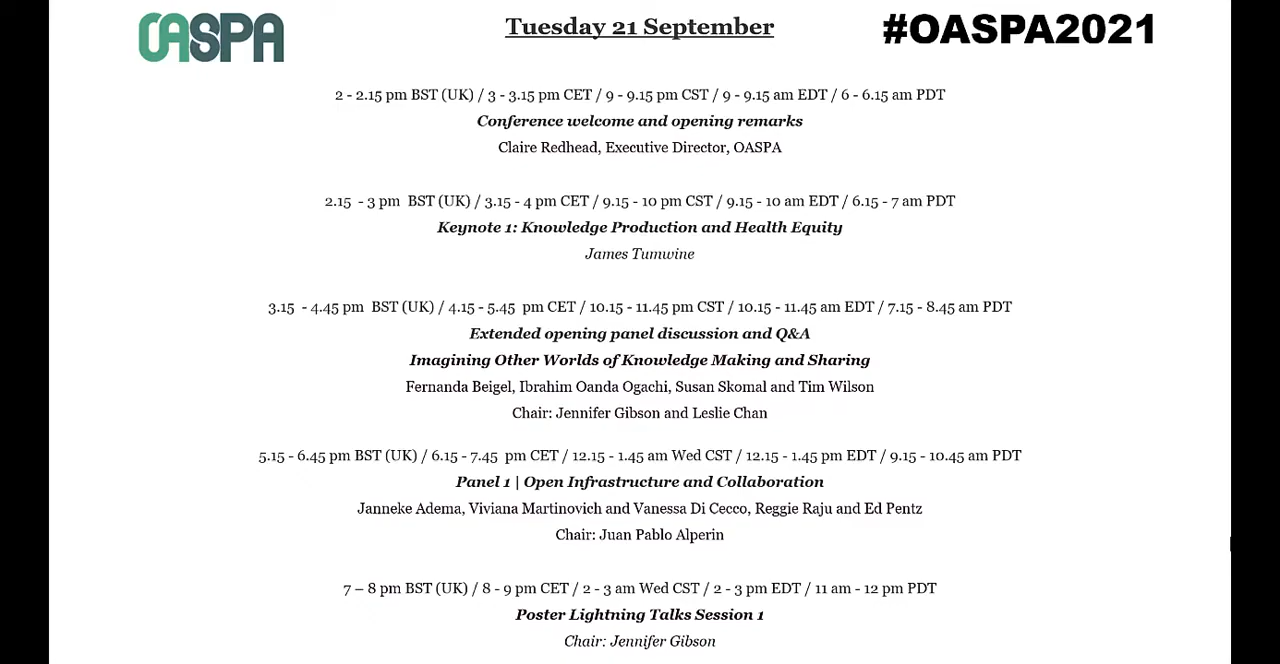 OASPA
Tuesday 21 September
#OASPA2021
2 - 2.15 pm BST (UK) / 3 - 3.15 pm CET / 9 - 9.15 pm CST / 9 - 9.15 am EDT / 6 - 6.15 am PDT
Conference welcome and opening remarks
Claire Redhead, Executive Director, OASPA
2.15 - 3 pm BST (UK) / 3.15 - 4 pm CET / 9.15 - 10 pm CST / 9.15 - 10 am EDT / 6.15 - 7 am PDT
Keynote 1: Knowledge Production and Health Equity
James Tumwine
3.15 - 4.45 pm BST (UK) / 4.15 - 5.45 pm CET / 10.15 - 11.45 pm CST / 10.15 - 11.45 am EDT / 7.15 - 8.45 am PDT
Extended opening panel discussion and Q&A
Imagining Other Worlds of Knowledge Making and Sharing
Fernanda Beigel, Ibrahim Oanda Ogachi, Susan Skomal and Tim Wilson
Chair: Jennifer Gibson and Leslie Chan
5.15 - 6.45 pm BST (UK) / 6.15 - 7.45 pm CET / 12.15 - 1.45 am Wed CST / 12.15 - 1.45 pm EDT / 9.15 - 10.45 am PDT
Panel 1 | Open Infrastructure and Collaboration
Janneke Adema, Viviana Martinovich and Vanessa Di Cecco, Reggie Raju and Ed Pentz
Chair: Juan Pablo Alperin
7 – 8 pm BST (UK) / 8 - 9 pm CET / 2 - 3 am Wed CST / 2 - 3 pm EDT / 11 am - 12 pm PDT
Poster Lightning Talks Session 1
Chair: Jennifer Gibson